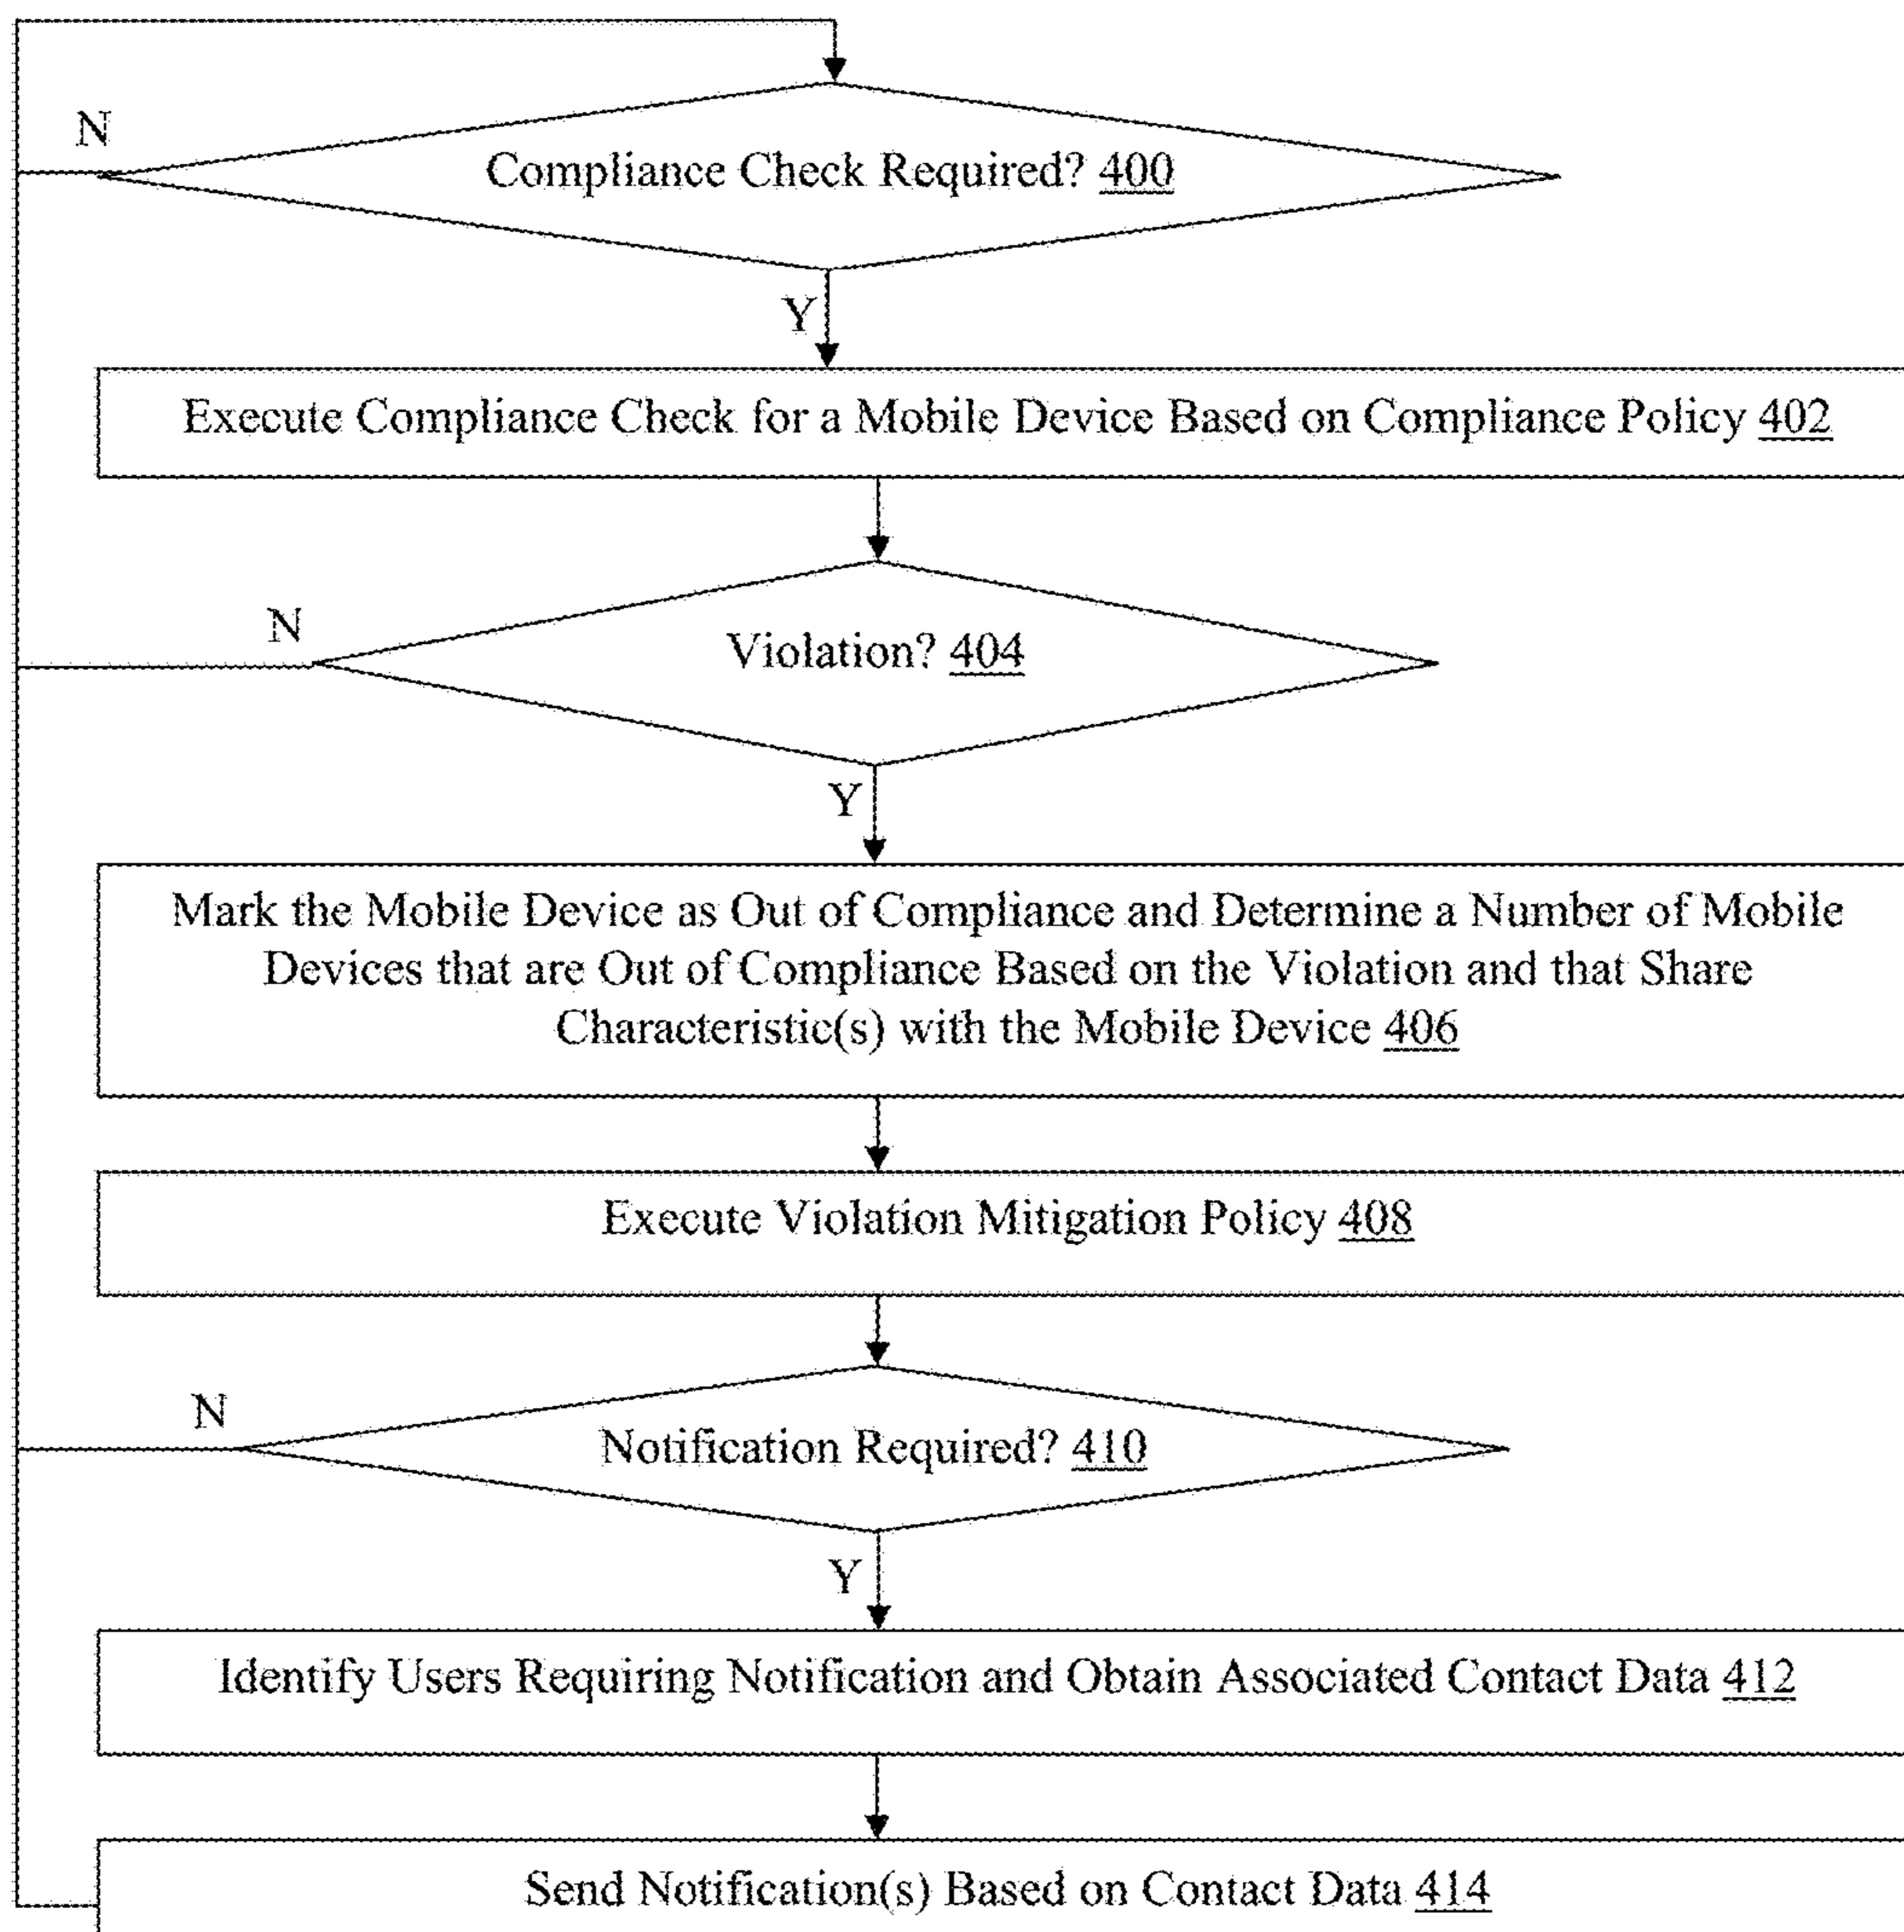 N
Compliance Check Required? 400
Y
Execute Compliance Check for a Mobile Device Based on Compliance Policy 402
N
Violation? 404
Y
Mark the Mobile Device as Out of Compliance and Determine a Number of Mobile
Devices that are Out of Compliance Based on the Violation and that Share
Characteristic(s) with the Mobile Device 406
Execute Violation Mitigation Policy 408
N
Notification Required? 410
Y
Identify Users Requiring Notification and Obtain Associated Contact Data 412
Send Notification(s) Based on Contact Data 414